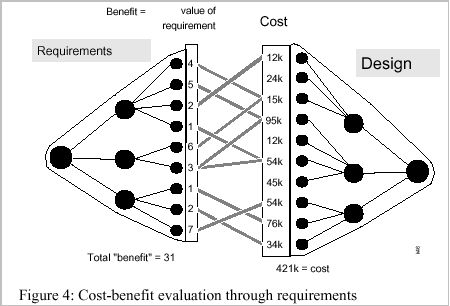 Benefit = value of
requirement
Cost
Requirements
Design
4
5
2
1
6
3
1
2
7
12k
24k
15k
95k
12k
54k
45k
54k
76k
34k
Total "benefit" = 31
421k = cost
Figure 4: Cost-benefit evaluation through requirements